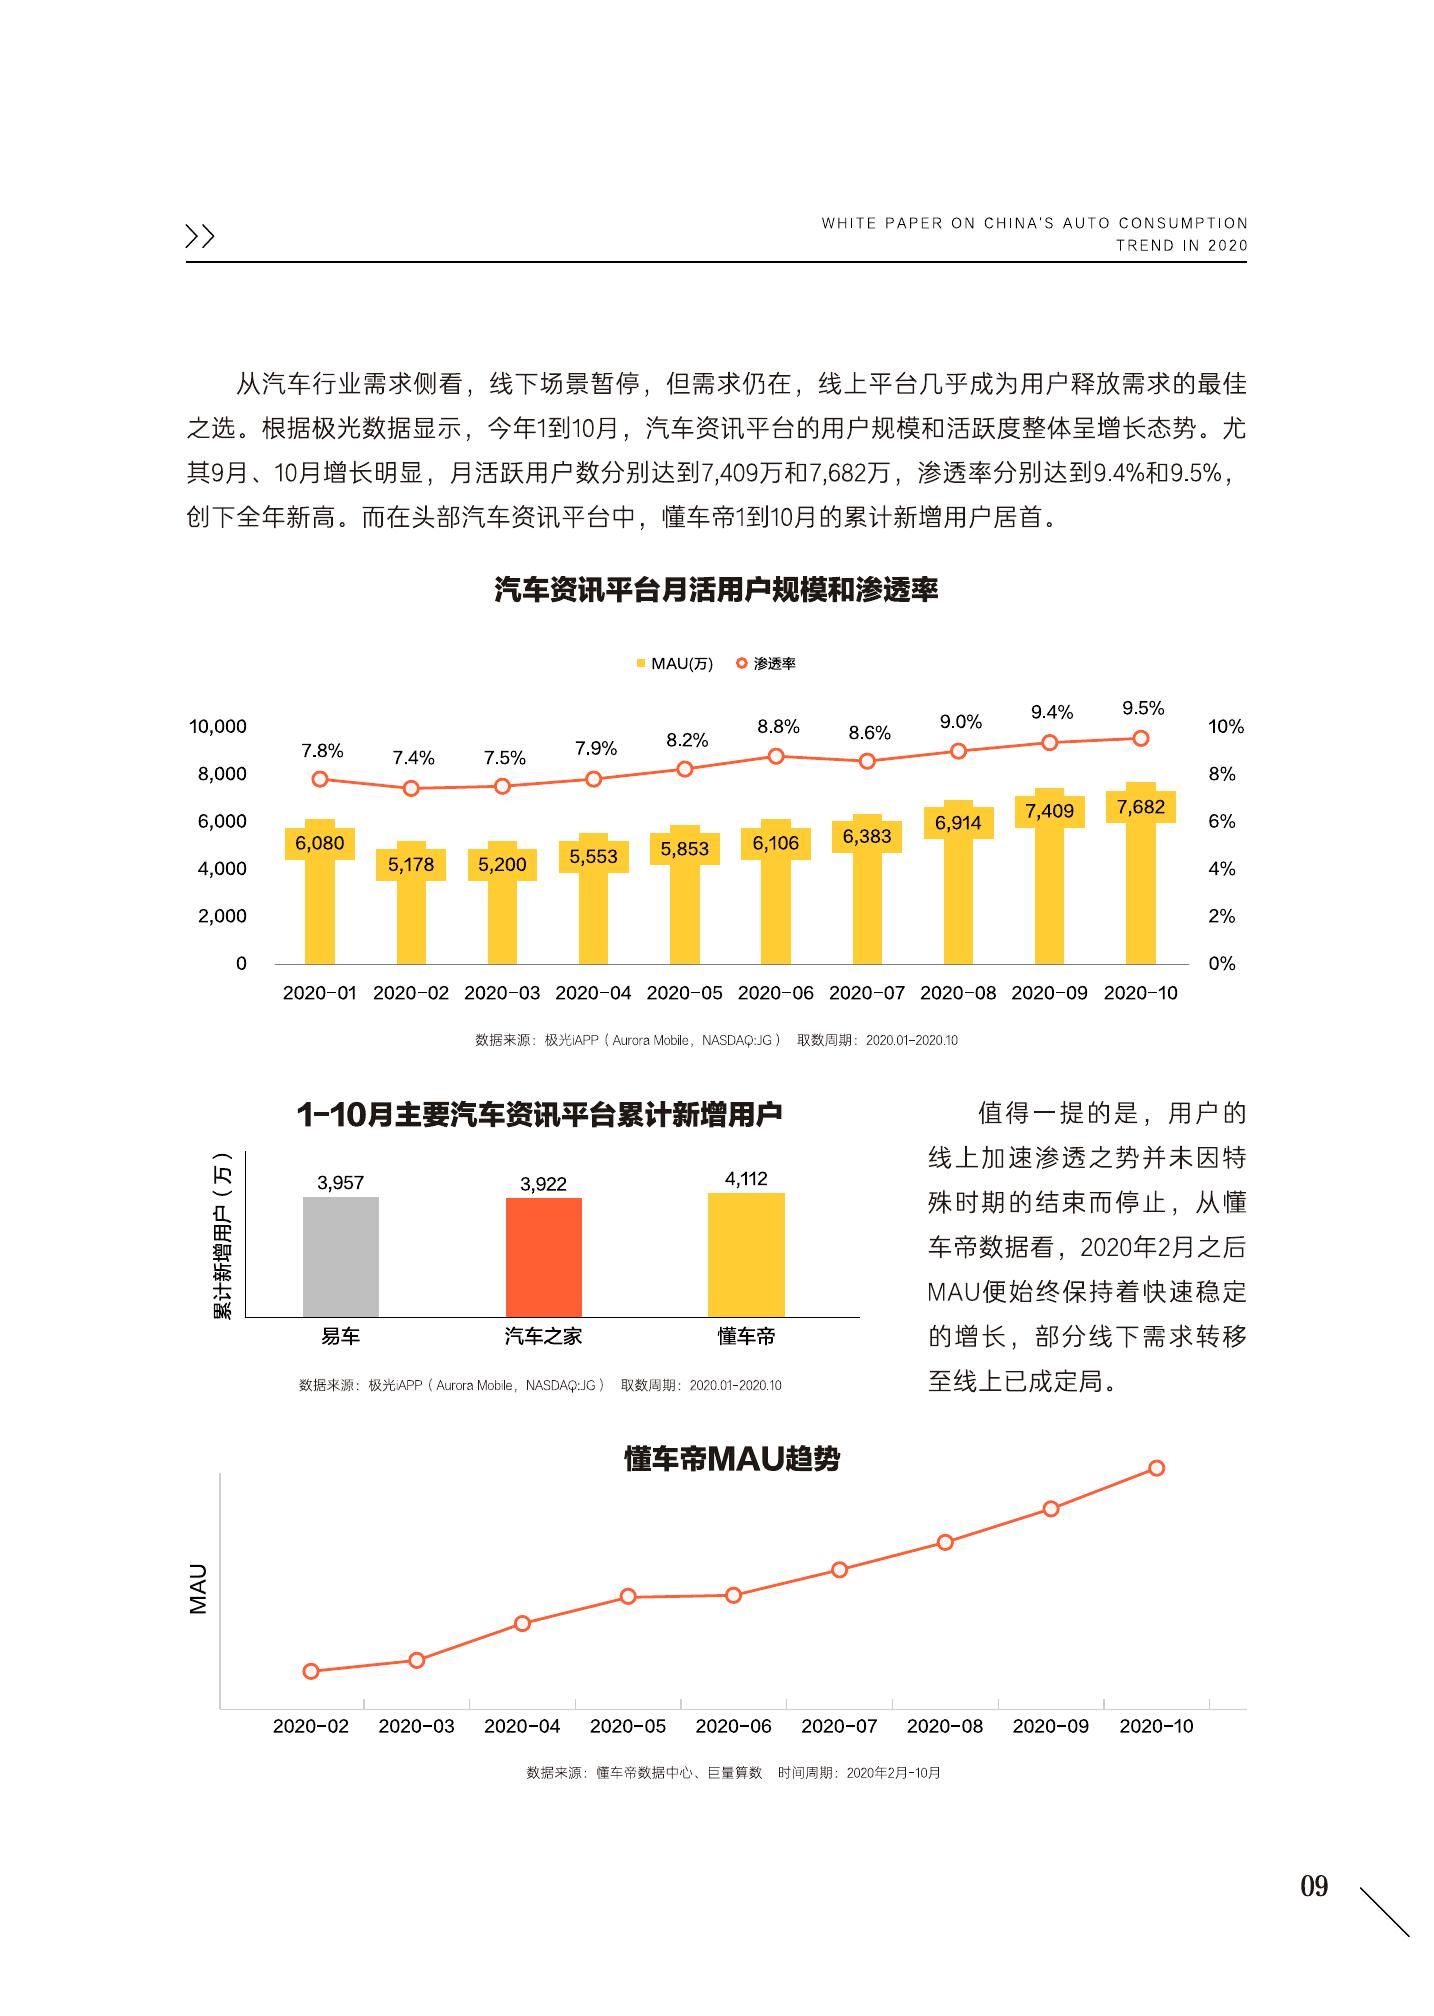 WHITE PAPER ON CHINA'S AUTO CONSUMPTION
TREND IN 2020
从汽车行业需求侧看，线下场景暂停，但需求仍在，线上平台几乎成为用户释放需求的最佳
之选。根据极光数据显示，今年1到10月，汽车资讯平台的用户规模和活跃度整体呈增长态势。尤
其9月、10月增长明显，月活跃用户数分别达到7,409万和7,682万，渗透率分别达到9.4%和9.5%，
创下全年新高。而在头部汽车资讯平台中，懂车帝1到10月的累计新增用户居首。
汽车资讯平台月活用户规模和渗透率
MAU(万) 渗透率
10,000
8,000
6,000
4,000
2,000
0
7.8% 7.4% 7.5% 7.9% 8.2% 8.8% 8.6% 9.0% 9.4% 9.5%
6,080 5,178 5,200 5,553 5,853 6,106 6,383 6,914 7,409 7,682
10%
8%
6%
4%
2%
0%
2020-01 2020-02 2020-03 2020-04 2020-05 2020-06 2020-07 2020-08 2020-09 2020-10
数据来源：极光iAPP（Aurora Mobile，NASDAQ:JG） 取数周期：2020.01-2020.10
1-10月主要汽车资讯平台累计新增用户
累计新增用户（万）
3,957 3,922 4,112
易车 汽车之家 懂车帝
数据来源：极光iAPP（Aurora Mobile，NASDAQ:JG） 取数周期：2020.01-2020.10
值得一提的是，用户的
线上加速渗透之势并未因特
殊时期的结束而停止，从懂
车帝数据看，2020年2月之后
MAU便始终保持着快速稳定
的增长，部分线下需求转移
至线上已成定局。
懂车帝MAU趋势
MAU
2020-02 2020-03 2020-04 2020-05 2020-06 2020-07 2020-08 2020-09 2020-10
数据来源：懂车帝数据中心、巨量算数 时间周期：2020年2月-10月
09